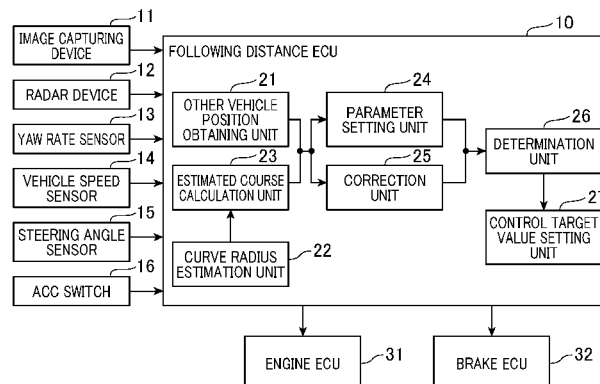 11
IMAGE CAPTURING
DEVICE
12
RADAR DEVICE
13
YAW RATE SENSOR
14
VEHICLE SPEED
SENSOR
15
STEERING ANGLE
SENSOR
16
ACC SWITCH
10
FOLLOWING DISTANCE ECU
21
OTHER VEHICLE
POSITION
OBTAINING UNIT
23
ESTIMATED COURSE
CALCULATION UNIT
CURVE RADIUS
ESTIMATION UNIT
22
24
PARAMETER
SETTING UNIT
25
CORRECTION
UNIT
26
DETERMINATION
UNIT
27
CONTROL TARGET
VALUE SETTING
UNIT
ENGINE ECU
31
BRAKE ECU
32